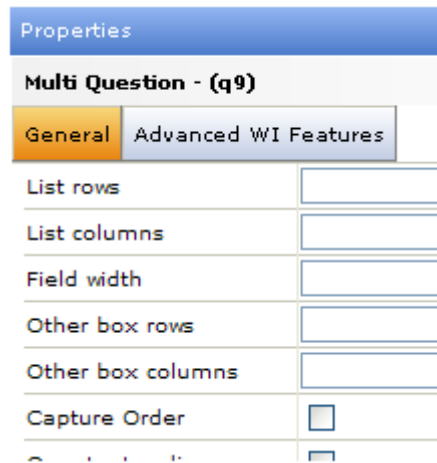 Properties
Multi Question - (q9)
General Advanced WI Features
List rows
List columns
Field width
Other box rows
Other box columns
Capture Order